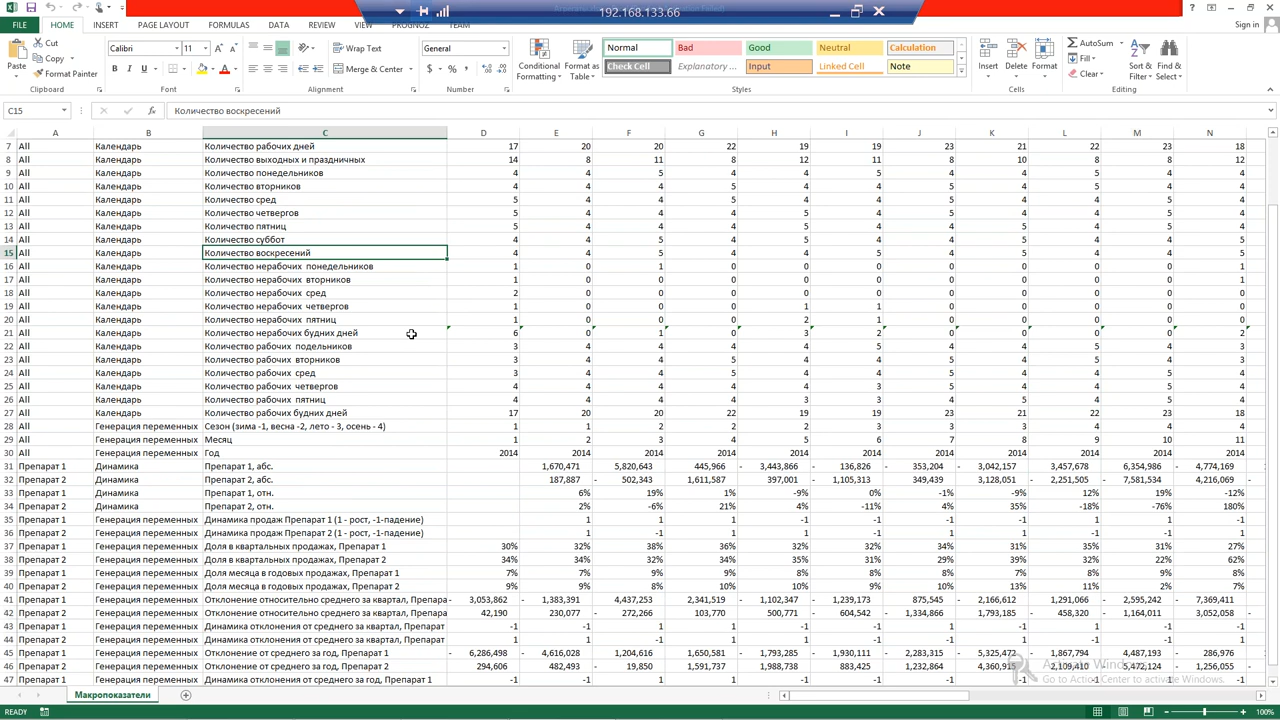 192.168.133.66
FILE HOME INSERT PAGE LAYOUT FORMULAS DATA REVIEW VIEW PROGNOZ TEAM Sign in
Paste Cut Copy Format Painter Calibri 11 B I U Wrap Text Merge & Center General $ % Conditional Formatting Format as Table Normal Bad Good Neutral Calculation Check Cell Explanatory ... Input Linked Cell Note Insert Delete Format AutoSum Fill Clear Sort & Filter Find & Select
Clipboard Font Alignment Number Styles Cells Editing
C15 fx Количество воскресений
A B C D E F G H I J K L M N
7 All Календарь Количество рабочих дней 17 20 20 22 19 19 23 21 22 23 18
8 All Календарь Количество выходных и праздничных 14 8 11 8 12 11 8 10 8 8 12
9 All Календарь Количество понедельников 4 4 5 4 4 5 4 4 5 4 4
10 All Календарь Количество вторников 4 4 4 5 4 4 5 4 5 4 4
11 All Календарь Количество сред 5 4 4 5 4 4 5 4 4 5 4
12 All Календарь Количество четвергов 5 4 4 4 5 4 5 4 4 5 4
13 All Календарь Количество пятниц 5 4 4 4 5 4 4 5 4 5 4
14 All Календарь Количество суббот 4 4 5 4 5 4 4 5 4 4 5
15 All Календарь Количество воскресений 4 4 5 4 4 5 4 5 4 4 5
16 All Календарь Количество нерабочих понедельников 1 0 1 0 0 0 0 0 0 0 1
17 All Календарь Количество нерабочих вторников 1 0 0 0 0 0 0 0 0 0 1
18 All Календарь Количество нерабочих сред 2 0 0 0 0 0 0 0 0 0 0
19 All Календарь Количество нерабочих четвергов 1 0 0 0 1 1 0 0 0 0 0
20 All Календарь Количество нерабочих пятниц 1 0 0 0 2 1 0 0 0 0 0
21 All Календарь Количество нерабочих будних дней 6 0 1 0 3 2 0 0 0 0 2
22 All Календарь Количество рабочих подельников 3 4 4 4 4 5 4 4 5 4 3
23 All Календарь Количество рабочих вторников 3 4 4 5 4 4 5 4 5 4 3
24 All Календарь Количество рабочих сред 3 4 4 5 4 4 5 4 4 5 4
25 All Календарь Количество рабочих четвергов 4 4 4 4 4 3 5 4 4 5 4
26 All Календарь Количество рабочих пятниц 4 4 4 4 3 3 4 5 4 5 4
27 All Календарь Количество рабочих будних дней 17 20 20 22 19 19 23 21 22 23 18
28 All Генерация переменных Сезон (зима -1, весна -2, лето - 3, осень - 4) 1 1 2 2 2 3 3 3 4 4 4
29 All Генерация переменных Месяц 1 2 3 4 5 6 7 8 9 10 11
30 All Генерация переменных Год 2014 2014 2014 2014 2014 2014 2014 2014 2014 2014 2014
31 Препарат 1 Динамика Препарат 1, абс. 1,670,471 5,820,643 445,966 - 3,443,866 - 136,826 - 353,204 - 3,042,157 3,457,678 6,354,986 - 4,774,169
32 Препарат 2 Динамика Препарат 2, абс. 187,887 - 502,343 1,611,587 397,001 - 1,105,313 349,439 3,128,051 - 2,251,505 - 7,581,534 4,216,069 -
33 Препарат 1 Динамика Препарат 1, отн. 6% 19% 1% -9% 0% -1% -9% 12% 19% -12%
34 Препарат 2 Динамика Препарат 2, отн. 2% -6% 21% 4% -11% 4% 35% -18% -76% 180%
35 Препарат 1 Генерация переменных Динамика продаж Препарат 1 (1 - рост, -1-падение) 1 1 1 -1 -1 -1 -1 1 1 -1
36 Препарат 2 Генерация переменных Динамика продаж Препарат 2 (1 - рост, -1-падение) 1 -1 1 1 -1 1 1 -1 -1 1
37 Препарат 1 Генерация переменных Доля в квартальных продажах, Препарат 1 30% 32% 38% 36% 32% 32% 34% 31% 35% 31% 27%
38 Препарат 2 Генерация переменных Доля в квартальных продажах, Препарат 2 34% 34% 32% 34% 35% 31% 29% 39% 32% 22% 62%
39 Препарат 1 Генерация переменных Доля месяца в годовых продажах, Препарат 1 7% 7% 9% 9% 8% 8% 8% 7% 8% 9% 8%
40 Препарат 2 Генерация переменных Доля месяца в годовых продажах, Препарат 2 9% 9% 8% 10% 10% 9% 10% 13% 11% 2% 7%
41 Препарат 1 Генерация переменных Отклонение относительно среднего за квартал, Препара - 3,053,862 - 1,383,391 4,437,253 2,341,519 - 1,102,347 - 1,239,173 875,545 - 2,166,612 1,291,066 - 2,595,242 - 7,369,411
42 Препарат 2 Генерация переменных Отклонение относительно среднего за квартал, Препара 42,190 230,077 - 272,266 103,770 500,771 - 604,542 - 1,334,866 1,793,185 - 458,320 - 1,164,011 3,052,058 -
43 Препарат 1 Генерация переменных Динамика отклонения от среднего за квартал, Препарат -1 -1 1 1 -1 -1 1 -1 1 -1 -1
44 Препарат 2 Генерация переменных Динамика отклонения от среднего за квартал, Препарат 1 1 -1 1 1 -1 -1 1 -1 -1 1
45 Препарат 1 Генерация переменных Отклонение от среднего за год, Препарат 1 - 6,286,498 - 4,616,028 1,204,616 1,650,581 - 1,793,285 - 1,930,111 - 2,283,315 - 5,325,472 - 1,867,794 4,487,193 - 286,976
46 Препарат 2 Генерация переменных Отклонение от среднего за год, Препарат 2 294,606 482,493 - 19,850 1,591,737 1,988,738 883,425 1,232,864
47 Препарат 1 Генерация переменных Динамика отклонения от среднего за год, Препарат 1 -1 -1 1 1 -1 -1 -1
Activate Windows
Go to Action Center to activate Windows.
Макропоказатели
READY 100%